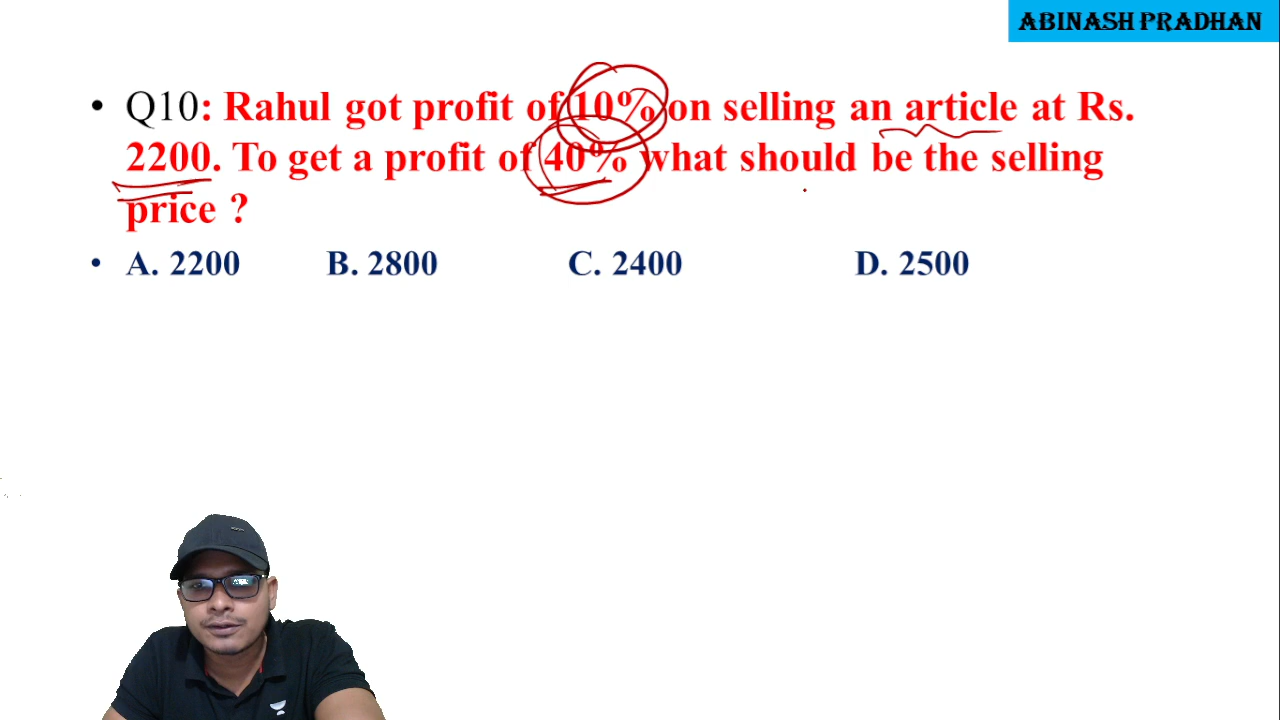 ABINASH PRADHAN
• Q10: Rahul got profit of 10% on selling an article at Rs.
2200. To get a profit of 40% what should be the selling
price ?
• A. 2200 B. 2800 C. 2400 D. 2500